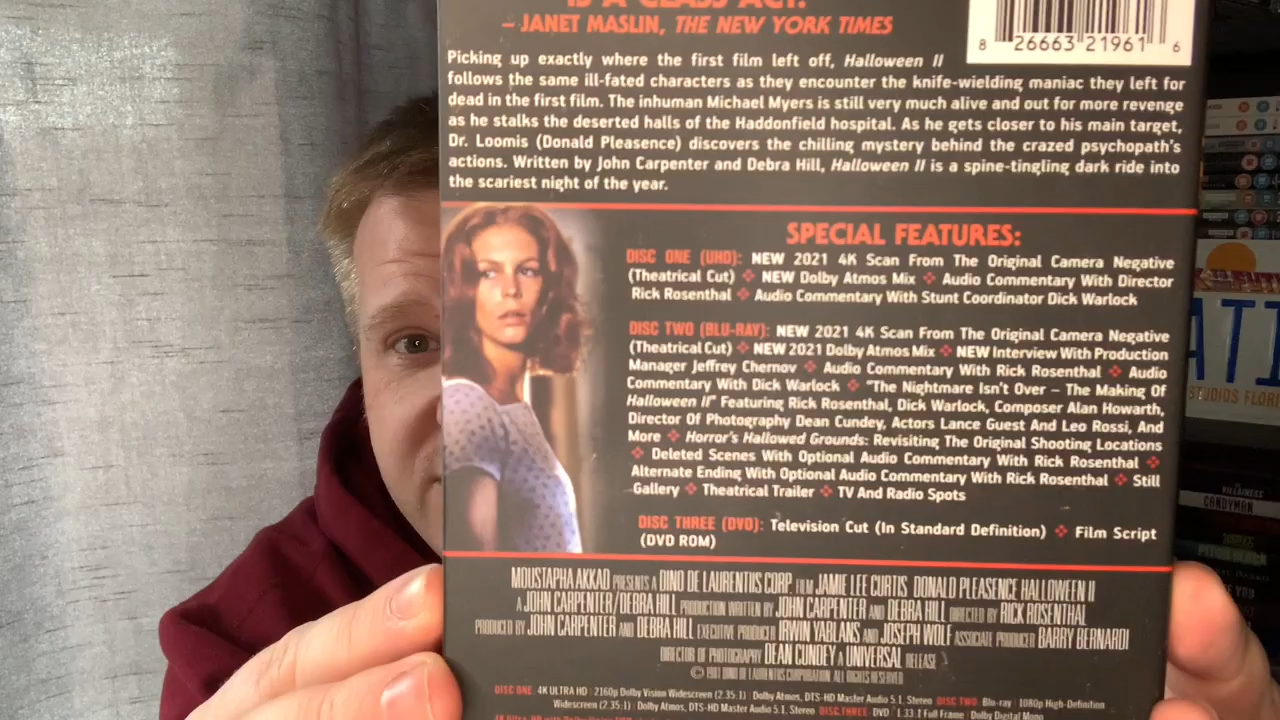 IS A CLASS ACT."
– JANET MASLIN, THE NEW YORK TIMES
8 26663 21961 6
Picking up exactly where the first film left off, Halloween II
follows the same ill-fated characters as they encounter the knife-wielding maniac they left for
dead in the first film. The inhuman Michael Myers is still very much alive and out for more revenge
as he stalks the deserted halls of the Haddonfield hospital. As he gets closer to his main target,
Dr. Loomis (Donald Pleasence) discovers the chilling mystery behind the crazed psychopath's
actions. Written by John Carpenter and Debra Hill, Halloween II is a spine-tingling dark ride into
the scariest night of the year.
SPECIAL FEATURES:
DISC ONE (UHD): NEW 2021 4K Scan From The Original Camera Negative
(Theatrical Cut) ❖ NEW Dolby Atmos Mix ❖ Audio Commentary With Director
Rick Rosenthal ❖ Audio Commentary With Stunt Coordinator Dick Warlock
DISC TWO (BLU-RAY): NEW 2021 4K Scan From The Original Camera Negative
(Theatrical Cut) ❖ NEW 2021 Dolby Atmos Mix ❖ NEW Interview With Production
Manager Jeffrey Chernov ❖ Audio Commentary With Rick Rosenthal ❖ Audio
Commentary With Dick Warlock ❖ "The Nightmare Isn't Over – The Making Of
Halloween II" Featuring Rick Rosenthal, Dick Warlock, Composer Alan Howarth,
Director Of Photography Dean Cundey, Actors Lance Guest And Leo Rossi, And
More ❖ Horror's Hallowed Grounds: Revisiting The Original Shooting Locations
❖ Deleted Scenes With Optional Audio Commentary With Rick Rosenthal ❖
Alternate Ending With Optional Audio Commentary With Rick Rosenthal ❖ Still
Gallery ❖ Theatrical Trailer ❖ TV And Radio Spots
DISC THREE (DVD): Television Cut (In Standard Definition) ❖ Film Script
(DVD ROM)
MOUSTAPHA AKKAD PRESENTS A DINO DE LAURENTIIS CORP. FILM JAMIE LEE CURTIS DONALD PLEASENCE HALLOWEEN II
A JOHN CARPENTER/DEBRA HILL PRODUCTION WRITTEN BY JOHN CARPENTER AND DEBRA HILL DIRECTED BY RICK ROSENTHAL
PRODUCED BY JOHN CARPENTER AND DEBRA HILL EXECUTIVE PRODUCER IRWIN YABLANS AND JOSEPH WOLF ASSOCIATE PRODUCER BARRY BERNARDI
DIRECTOR OF PHOTOGRAPHY DEAN CUNDEY A UNIVERSAL RELEASE
© 1981 DINO DE LAURENTIIS CORPORATION. ALL RIGHTS RESERVED
DISC ONE 4K ULTRA HD | 2160p Dolby Vision Widescreen (2.35:1) | Dolby Atmos, DTS-HD Master Audio 5.1, Stereo DISC TWO Blu-ray | 1080p High-Definition
Widescreen (2.35:1) | Dolby Atmos, DTS-HD Master Audio 5.1, Stereo DISC THREE DVD | 1.33:1 Full Frame | Dolby Digital Mono
ATI
STUDIOS FLORI
CANDYMAN